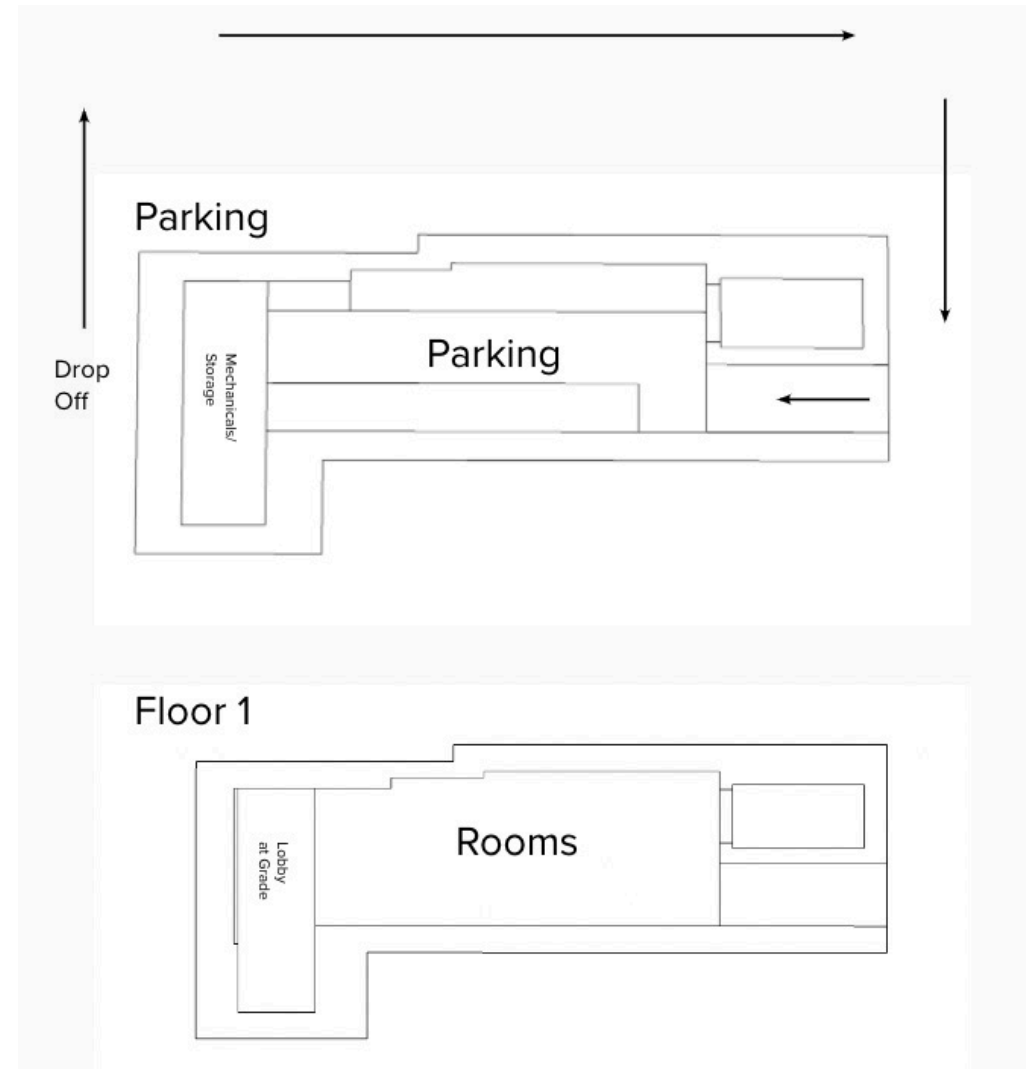 Parking
Drop
Off
Mechanicals/
Storage
Parking
Floor 1
Lobby
at Grade
Rooms